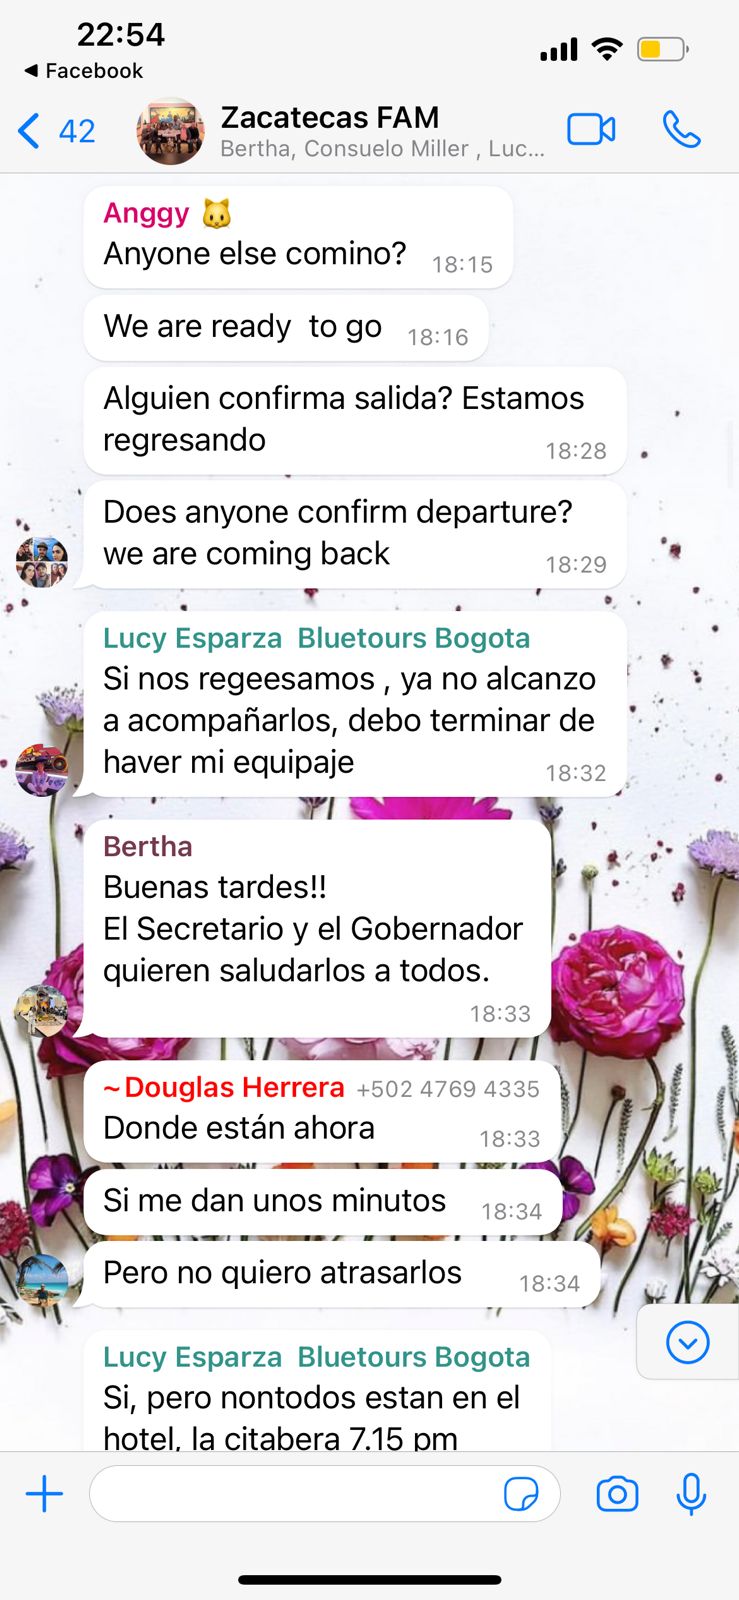 22:54
Facebook
42
Zacatecas FAM
Bertha, Consuelo Miller , Luc...
Anggy 🐱
Anyone else comino? 18:15
We are ready  to go 18:16
Alguien confirma salida? Estamos
regresando 18:28
Does anyone confirm departure?
we are coming back 18:29
Lucy Esparza  Bluetours Bogota
Si nos regeesamos , ya no alcanzo
a acompañarlos, debo terminar de
haver mi equipaje 18:32
Bertha
Buenas tardes!!
El Secretario y el Gobernador
quieren saludarlos a todos.
18:33
~Douglas Herrera +502 4769 4335
Donde están ahora 18:33
Si me dan unos minutos 18:34
Pero no quiero atrasarlos 18:34
Lucy Esparza  Bluetours Bogota
Si, pero nontodos estan en el
hotel, la citabera 7.15 pm